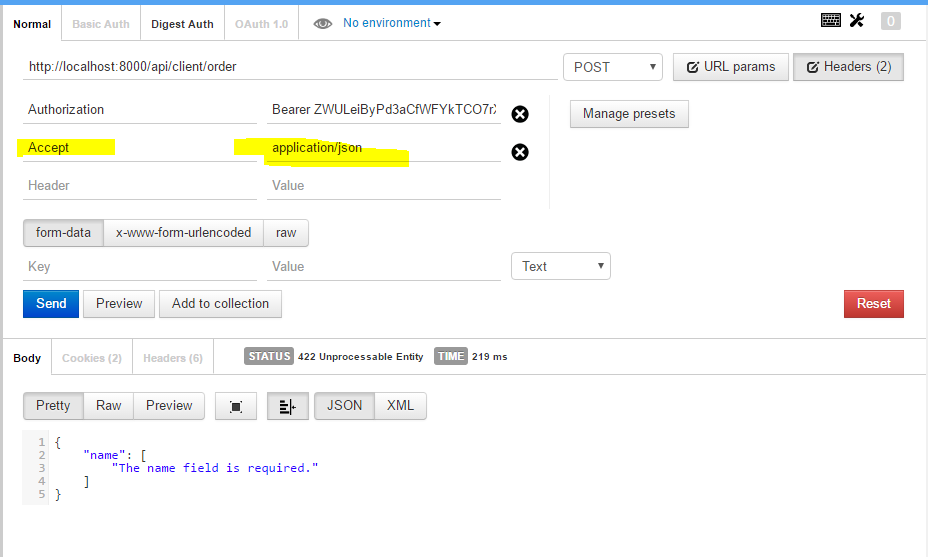 Normal Basic Auth Digest Auth OAuth 1.0 No environment 0
http://localhost:8000/api/client/order POST URL params Headers (2)
Authorization Bearer ZWULeiByPd3aCfWFYkTCO7r Manage presets
Accept application/json
Header Value
form-data x-www-form-urlencoded raw
Key Value Text
Send Preview Add to collection Reset
Body Cookies (2) Headers (6) STATUS 422 Unprocessable Entity TIME 219 ms
Pretty Raw Preview JSON XML
1 {
2 "name": [
3 "The name field is required."
4 ]
5 }